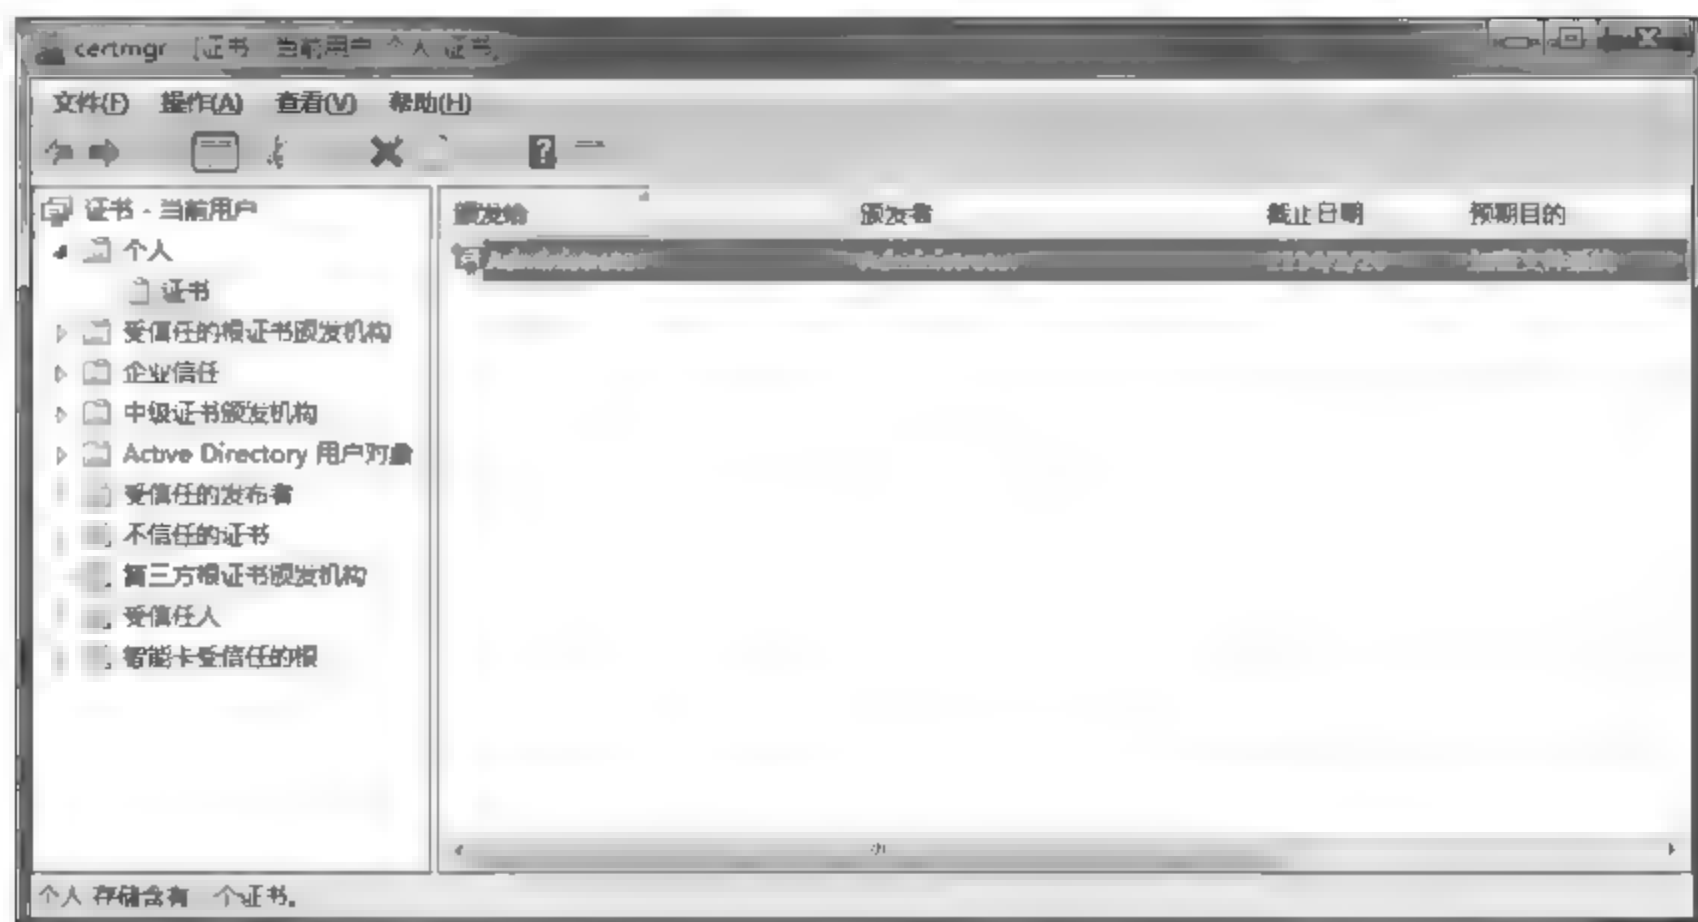 certmgr [证书 当前用户 个人 证书]
文件(F) 操作(A) 查看(V) 帮助(H)
证书 - 当前用户
个人
证书
受信任的根证书颁发机构
企业信任
中级证书颁发机构
Active Directory 用户对象
受信任的发布者
不信任的证书
第三方根证书颁发机构
受信任人
智能卡受信任的根
颁发给 颁发者 截止日期 预期目的
个人 存储含有 个证书。